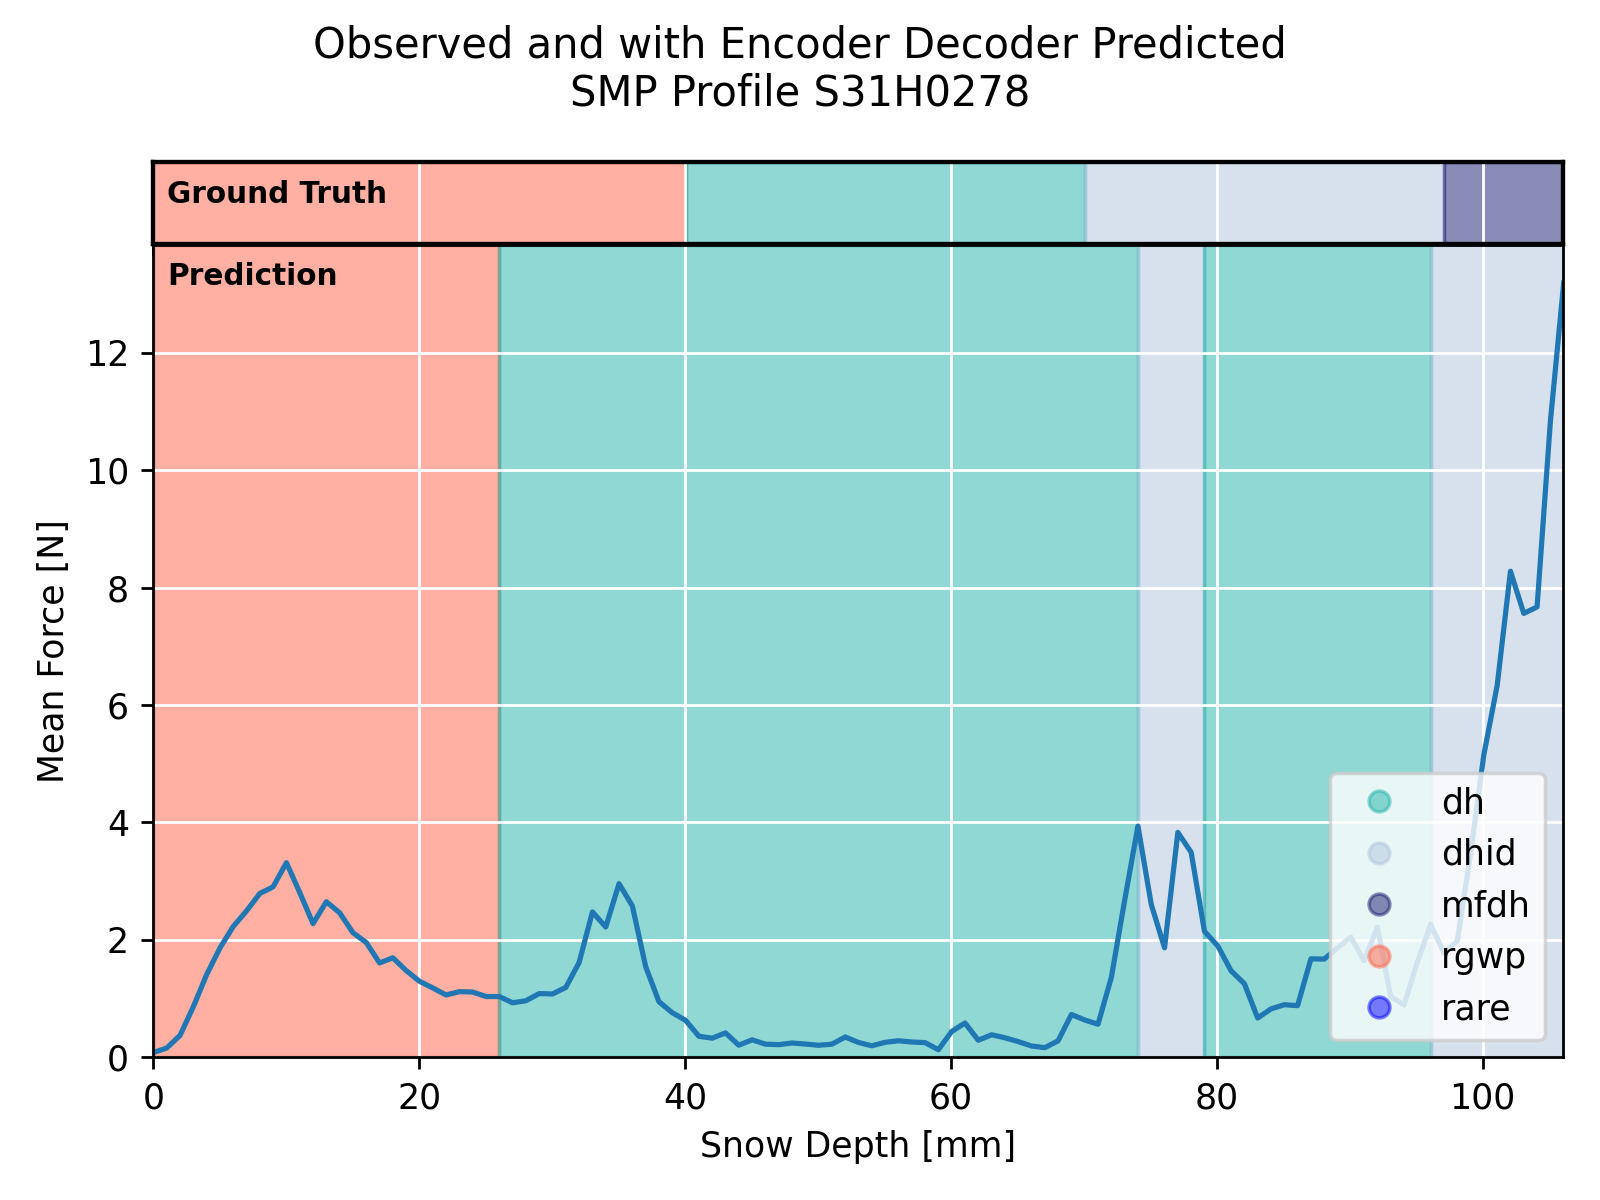 Observed and with Encoder Decoder Predicted
SMP Profile S31H0278
Ground Truth
Prediction
12
10
8
6
4
2
0
Mean Force [N]
dh
dhid
mfdh
rgwp
rare
0 20 40 60 80 100
Snow Depth [mm]